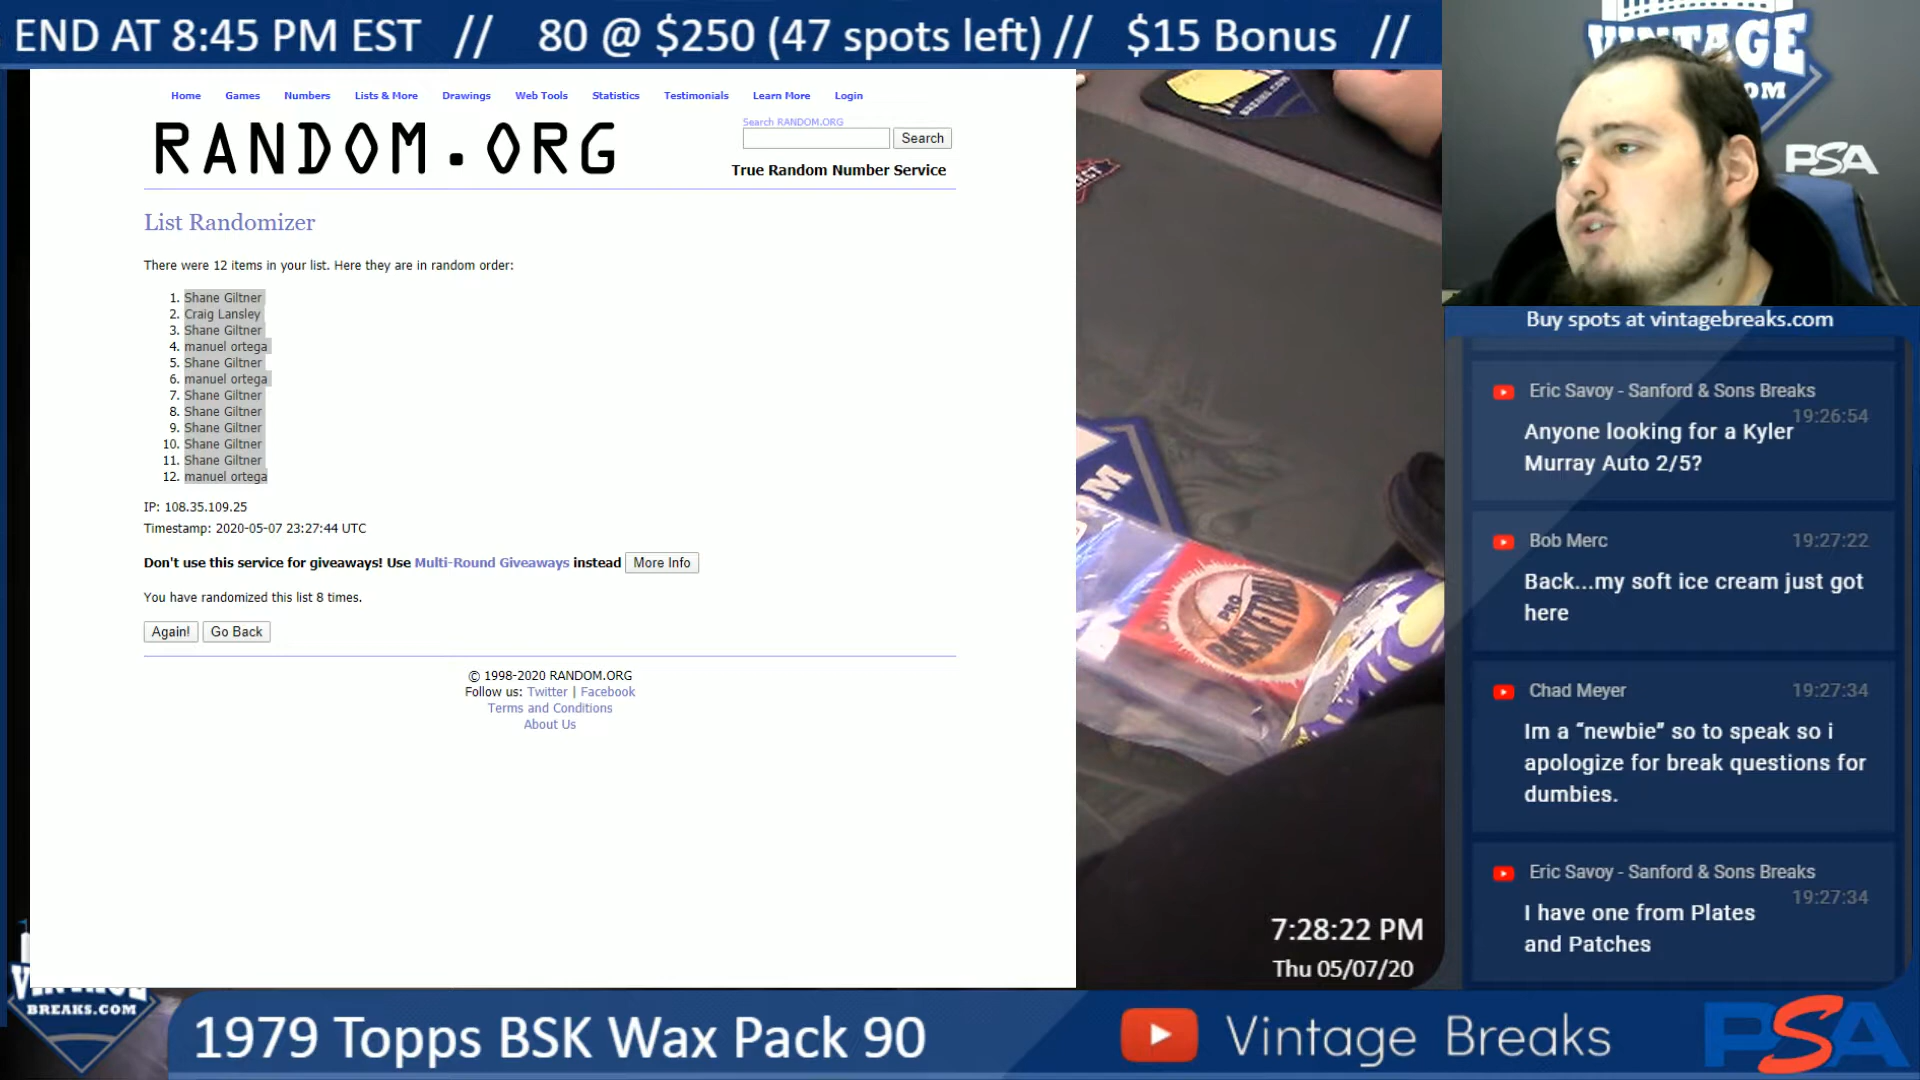 END AT 8:45 PM EST // 80 @ $250 (47 spots left) // $15 Bonus //
Home Games Numbers Lists & More Drawings Web Tools Statistics Testimonials Learn More Login
RANDOM.ORG
Search RANDOM.ORG
Search
True Random Number Service
List Randomizer
There were 12 items in your list. Here they are in random order:
1. Shane Giltner
2. Craig Lansley
3. Shane Giltner
4. manuel ortega
5. Shane Giltner
6. manuel ortega
7. Shane Giltner
8. Shane Giltner
9. Shane Giltner
10. Shane Giltner
11. Shane Giltner
12. manuel ortega
IP: 108.35.109.25
Timestamp: 2020-05-07 23:27:44 UTC
Don't use this service for giveaways! Use Multi-Round Giveaways instead More Info
You have randomized this list 8 times.
Again! Go Back
© 1998-2020 RANDOM.ORG
Follow us: Twitter | Facebook
Terms and Conditions
About Us
PRO
BASKETBALL
7:28:22 PM
Thu 05/07/20
VINTAGE
PSA
Buy spots at vintagebreaks.com
Eric Savoy - Sanford & Sons Breaks
19:26:54
Anyone looking for a Kyler
Murray Auto 2/5?
Bob Merc 19:27:22
Back...my soft ice cream just got
here
Chad Meyer 19:27:34
Im a “newbie” so to speak so i
apologize for break questions for
dumbies.
Eric Savoy - Sanford & Sons Breaks
19:27:34
I have one from Plates
and Patches
BREAKS.COM
1979 Topps BSK Wax Pack 90
Vintage Breaks
PSA